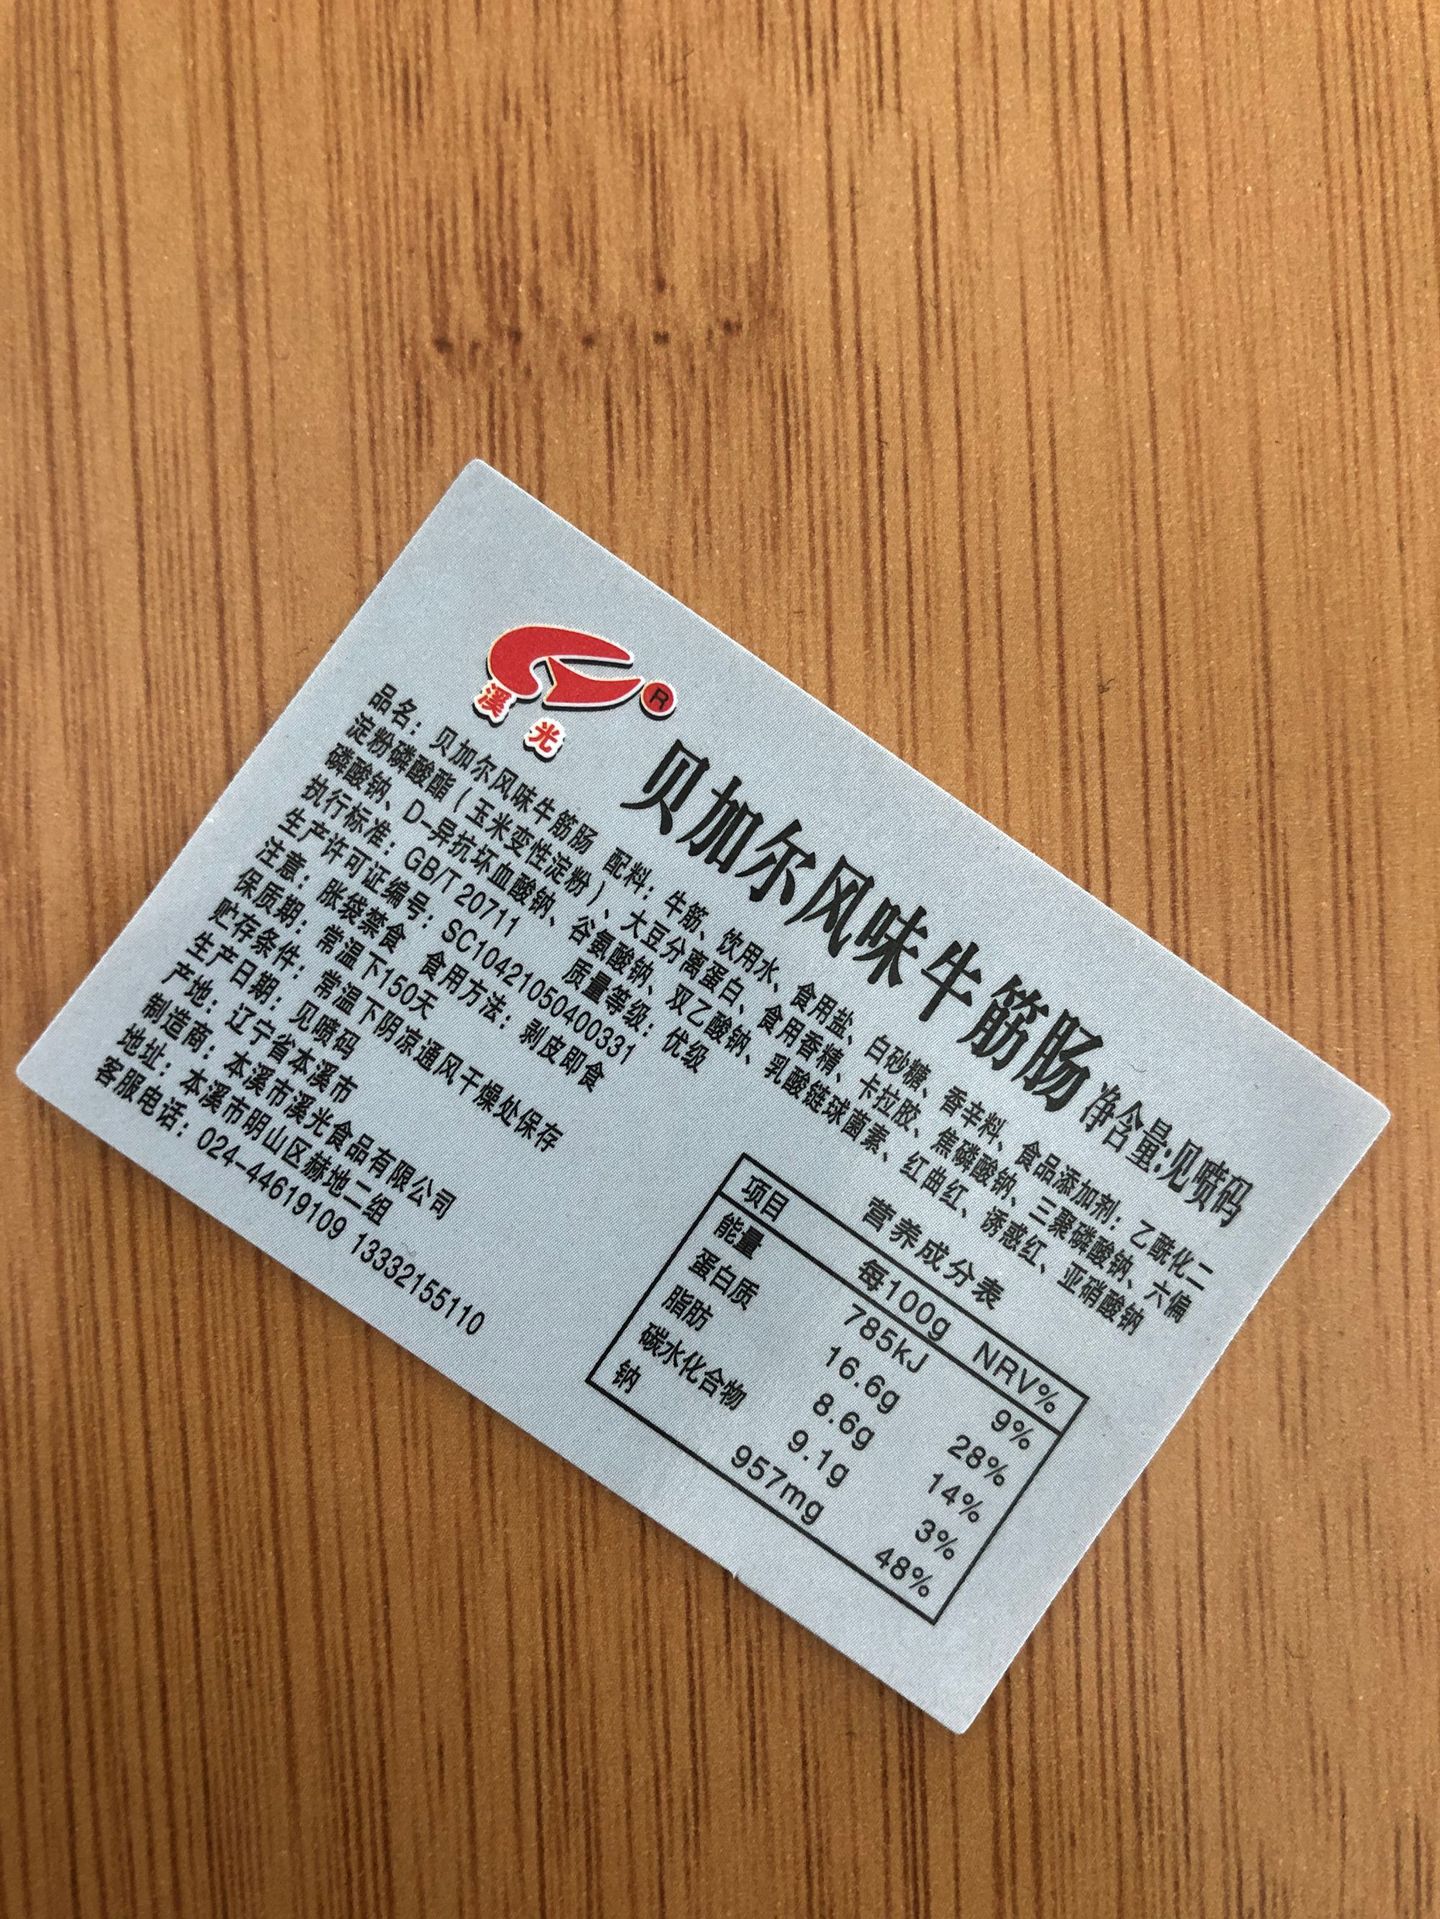 溪光
R
贝加尔风味牛筋肠 净含量:见喷码
品名：贝加尔风味牛筋肠 配料：牛筋、饮用水、食用盐、白砂糖、香辛料、食品添加剂：乙酰化二
淀粉磷酸酯（玉米变性淀粉）、大豆分离蛋白、食用香精、卡拉胶、焦磷酸钠、三聚磷酸钠、六偏
磷酸钠、D-异抗坏血酸钠、谷氨酸钠、双乙酸钠、乳酸链球菌素、红曲红、诱惑红、亚硝酸钠
执行标准：GB/T20711 质量等级：优级
生产许可证编号：SC10421050400331
注意：胀袋禁食 食用方法：剥皮即食
保质期：常温下150天
贮存条件：常温下阴凉通风干燥处保存
生产日期：见喷码
产地：辽宁省本溪市
制造商：本溪市溪光食品有限公司
地址：本溪市明山区赫地二组
客服电话：024-44619109 13332155110
营养成分表
项目 每100g NRV%
能量 785kJ 9%
蛋白质 16.6g 28%
脂肪 8.6g 14%
碳水化合物 9.1g 3%
钠 957mg 48%